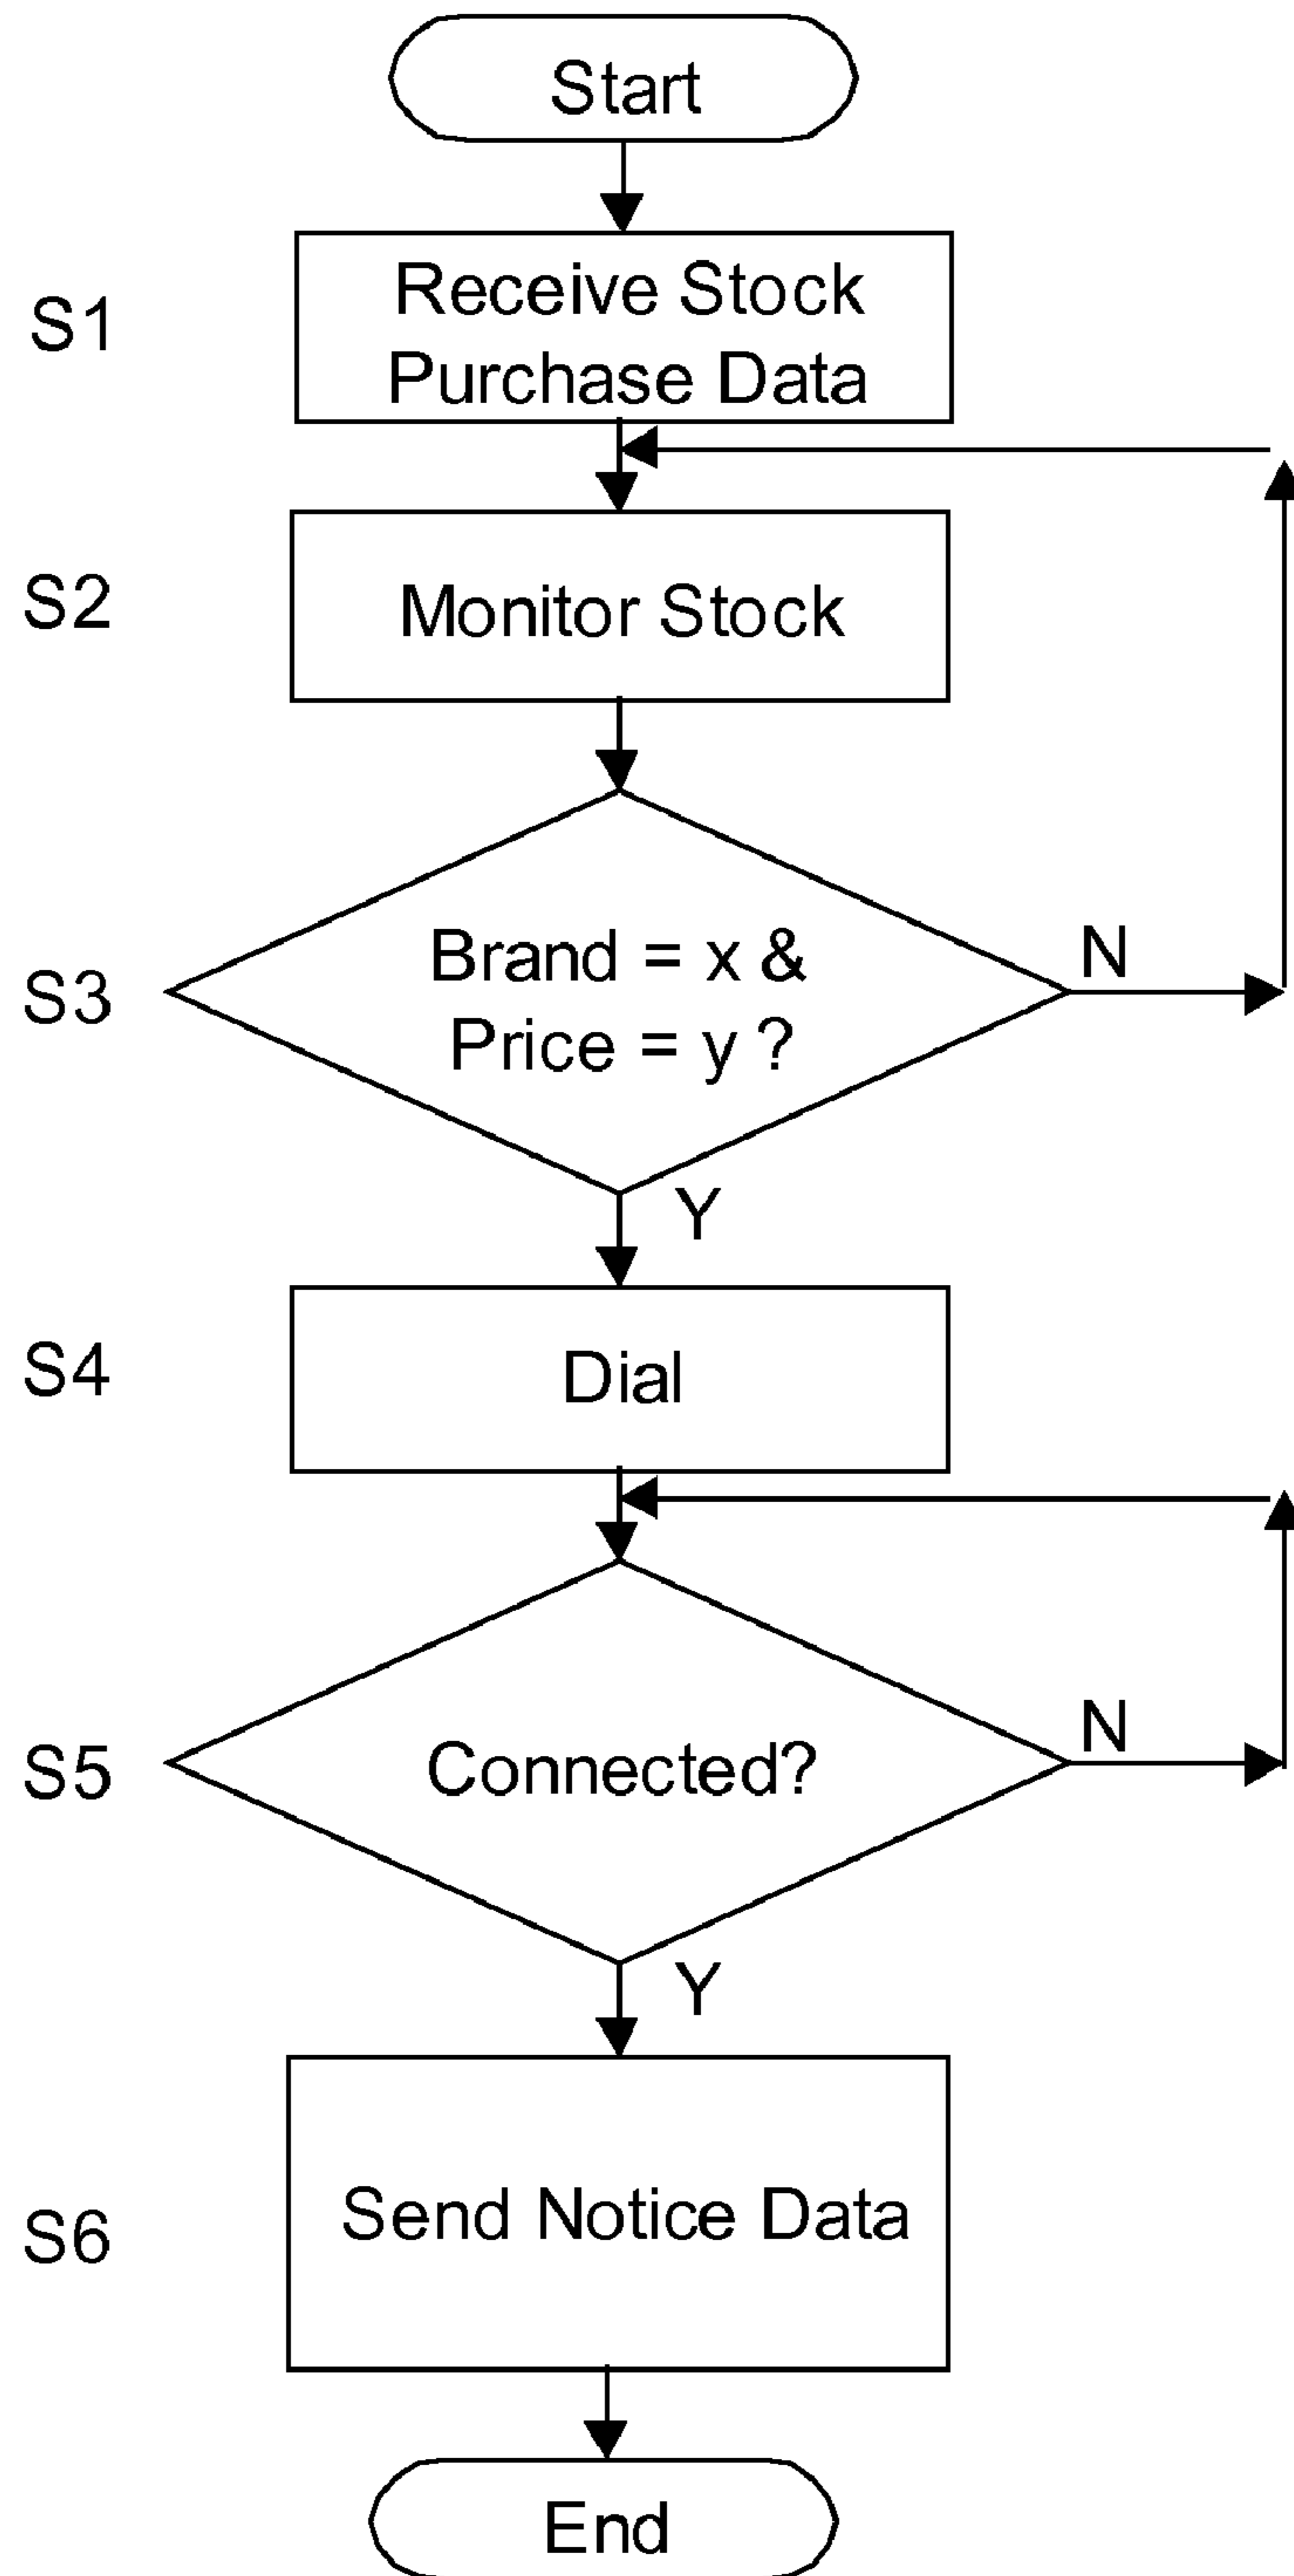 Start
S1
Receive Stock
Purchase Data
S2
Monitor Stock
S3
Brand = x &
Price = y ?
N
Y
S4
Dial
S5
Connected?
N
Y
S6
Send Notice Data
End